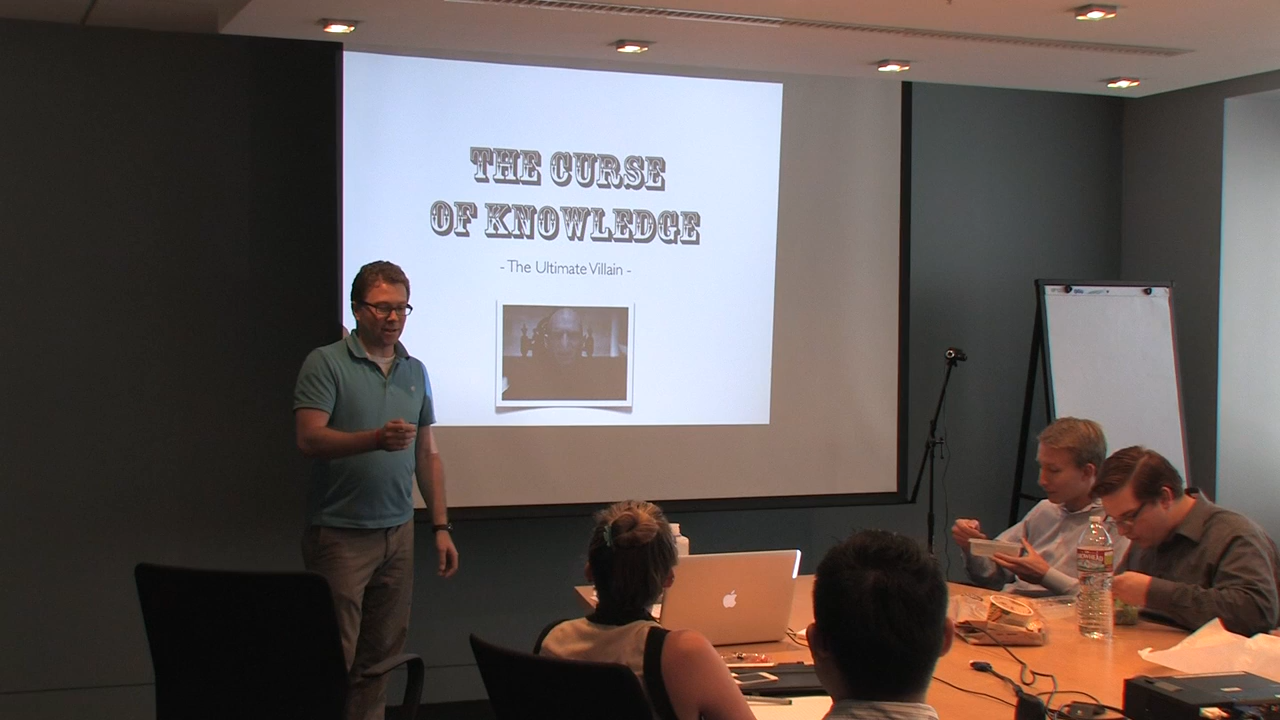 THE CURSE
OF KNOWLEDGE
- The Ultimate Villain -